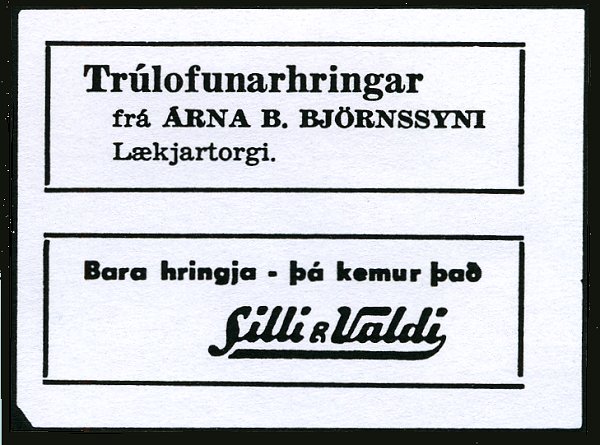 Trúlofunarhringar
frá ÁRNA B. BJÖRNSSYNI
Lækjartorgi.
Bara hringja - þá kemur það
Silli & Valdi